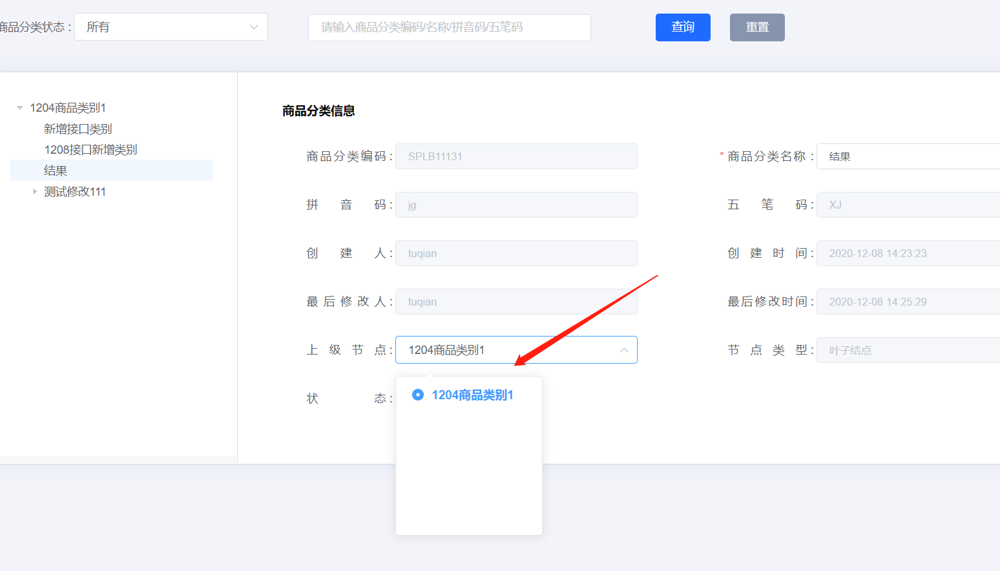 商品分类状态 : 所有 请输入商品分类编码/名称/拼音码/五笔码 查询 重置
1204商品类别1
新增接口类别
1208接口新增类别
结果
测试修改111
商品分类信息
商品分类编码 : SPLB11131 * 商品分类名称 : 结果
拼音码 : jg 五笔码 : XJ
创建人 : tuqian 创建时间 : 2020-12-08 14:23:23
最后修改人 : tuqian 最后修改时间 : 2020-12-08 14:25:29
上级节点 : 1204商品类别1 节点类型 : 叶子结点
状态 : 1204商品类别1